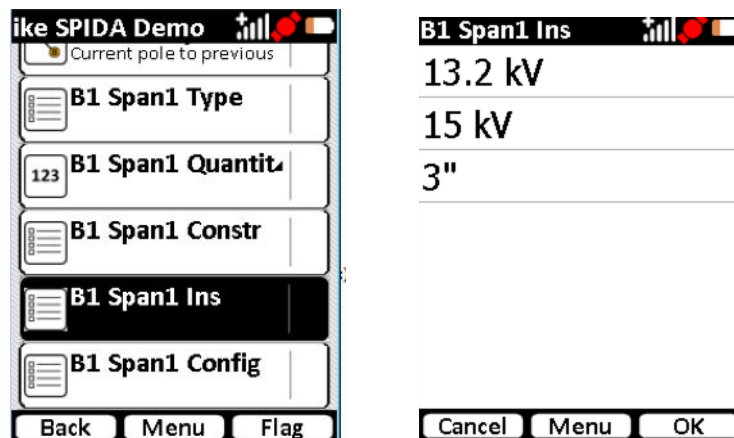 ike SPIDA Demo
Current pole to previous
B1 Span1 Type
123
B1 Span1 Quantit
B1 Span1 Constr
B1 Span1 Ins
B1 Span1 Config
Back Menu Flag
B1 Span1 Ins
13.2 kV
15 kV
3"
Cancel Menu OK